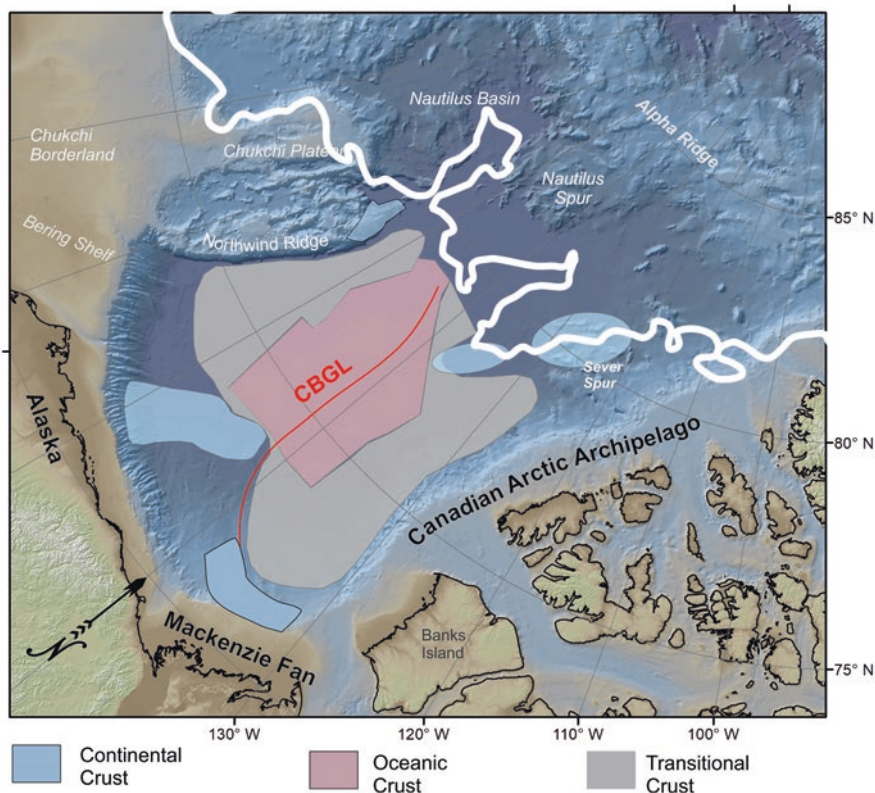 Nautilus Basin
Alpha Ridge
Chukchi
Borderland
Chukchi Plateau
Nautilus
Spur
85° N
Bering Shelf
Northwind Ridge
CBGL
Sever
Spur
Alaska
80° N
Canadian Arctic Archipelago
N
Mackenzie Fan
Banks
Island
75° N
130° W
120° W
110° W
100° W
Continental
Crust
Oceanic
Crust
Transitional
Crust